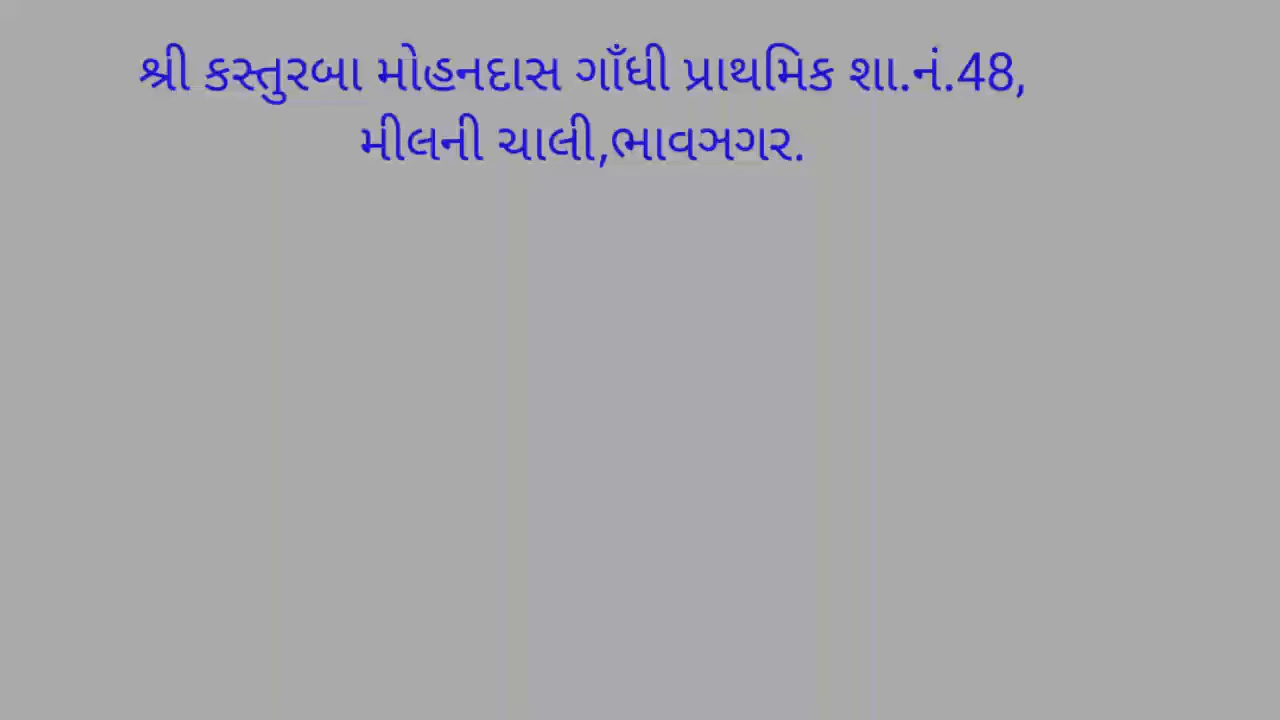 શ્રી કસ્તુરબા મોહનદાસ ગાઁધી પ્રાથમિક શા.નં.48,
મીલની ચાલી,ભાવઞગર.